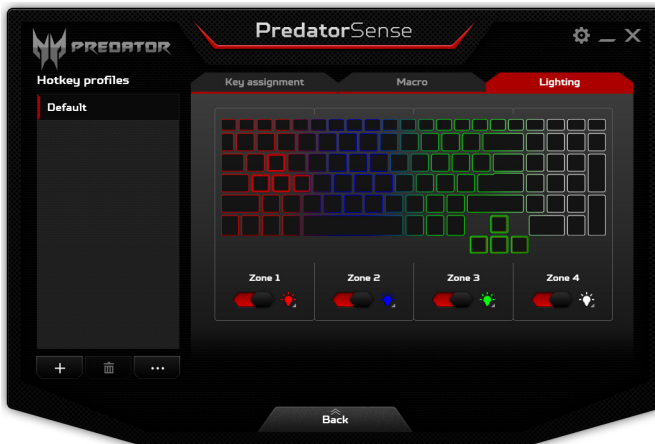 PREDATOR
PredatorSense
Hotkey profiles
Key assignment
Macro
Lighting
Default
Zone 1
Zone 2
Zone 3
Zone 4
Back